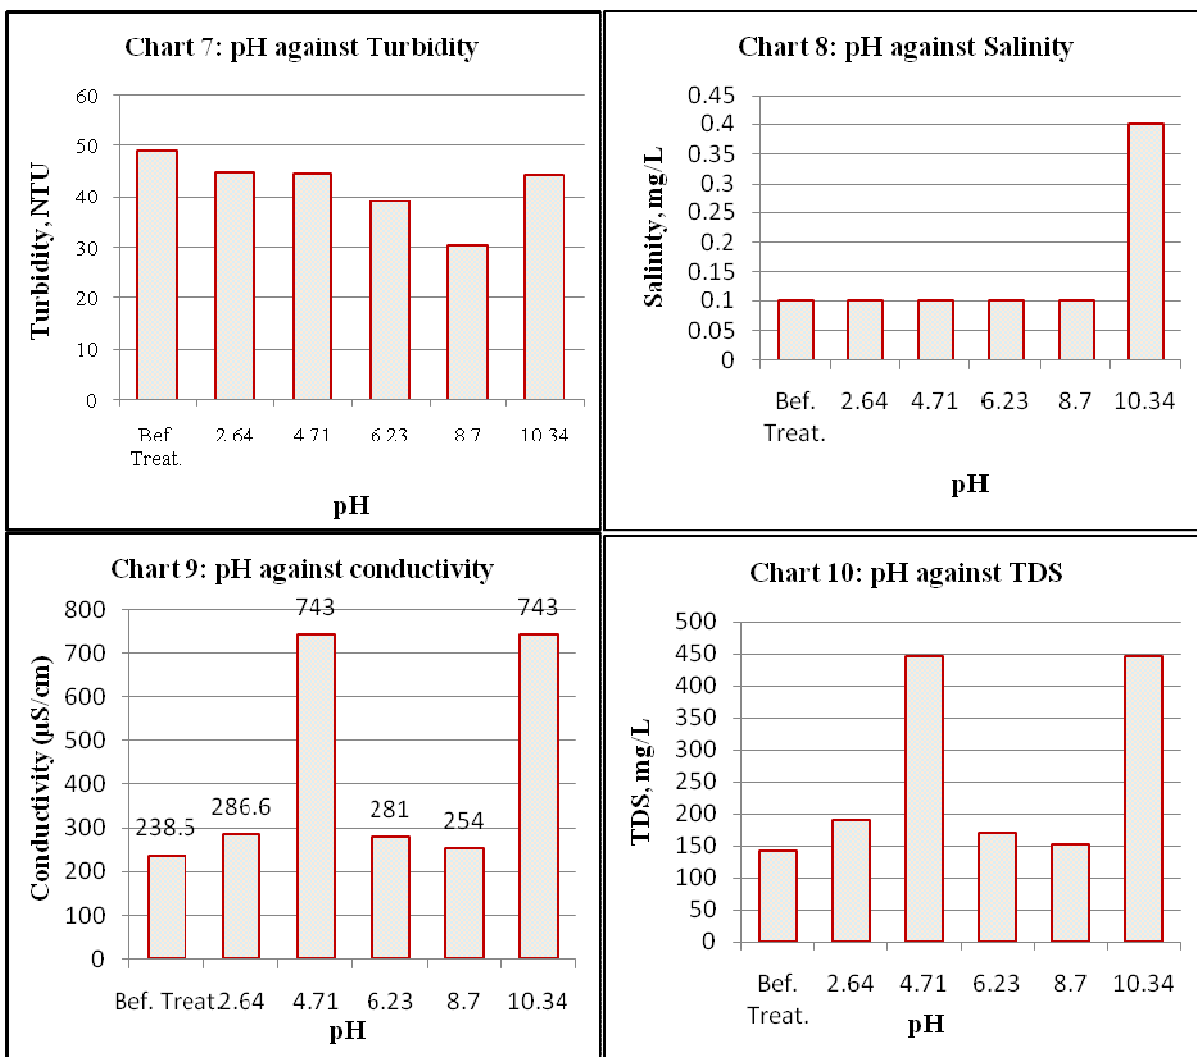 Chart 7: pH against Turbidity
Turbidity, NTU
60
50
40
30
20
10
0
Bef. Treat. 2.64 4.71 6.23 8.7 10.34
pH
Chart 8: pH against Salinity
Salinity, mg/L
0.45
0.4
0.35
0.3
0.25
0.2
0.15
0.1
0.05
0
Bef. Treat. 2.64 4.71 6.23 8.7 10.34
pH
Chart 9: pH against conductivity
Conductivity (µS/cm)
800
700
600
500
400
300
200
100
0
238.5 286.6 743 281 254 743
Bef. Treat. 2.64 4.71 6.23 8.7 10.34
pH
Chart 10: pH against TDS
TDS, mg/L
500
450
400
350
300
250
200
150
100
50
0
Bef. Treat. 2.64 4.71 6.23 8.7 10.34
pH